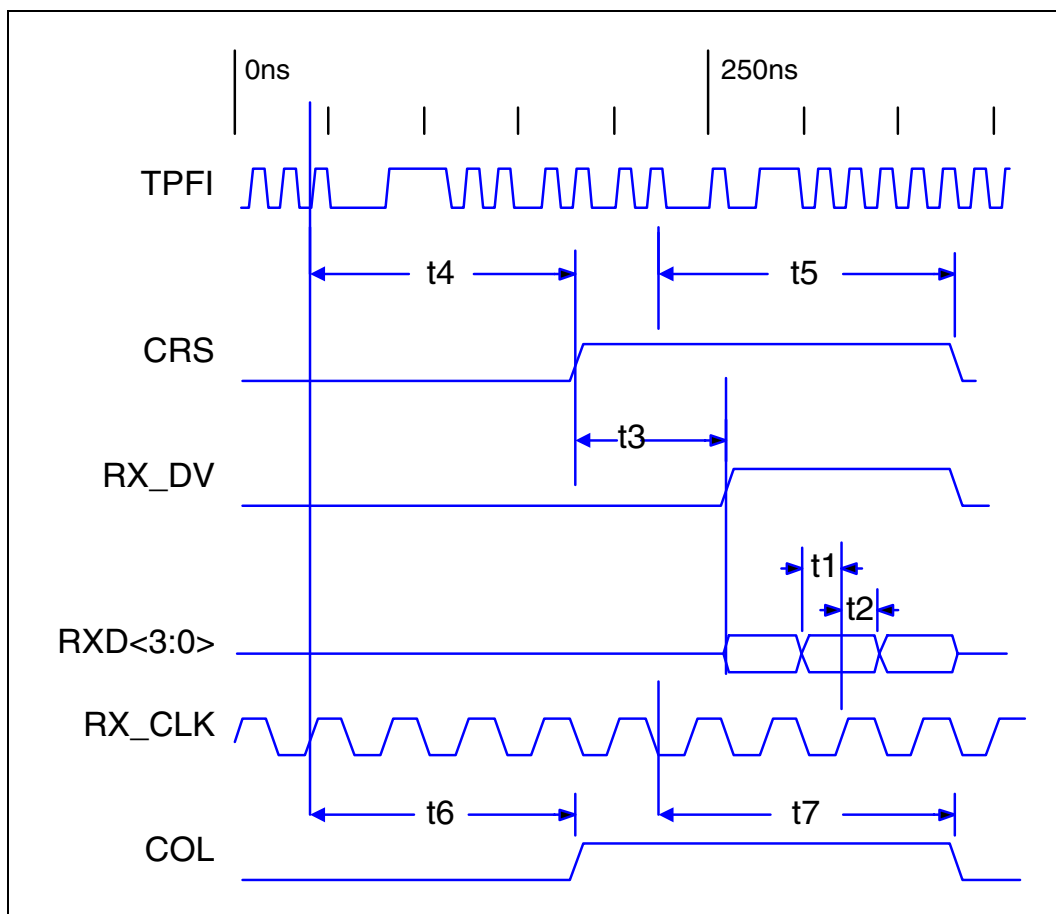 0ns
250ns
TPFI
t4
t5
CRS
t3
RX_DV
t1
t2
RXD<3:0>
RX_CLK
t6
t7
COL